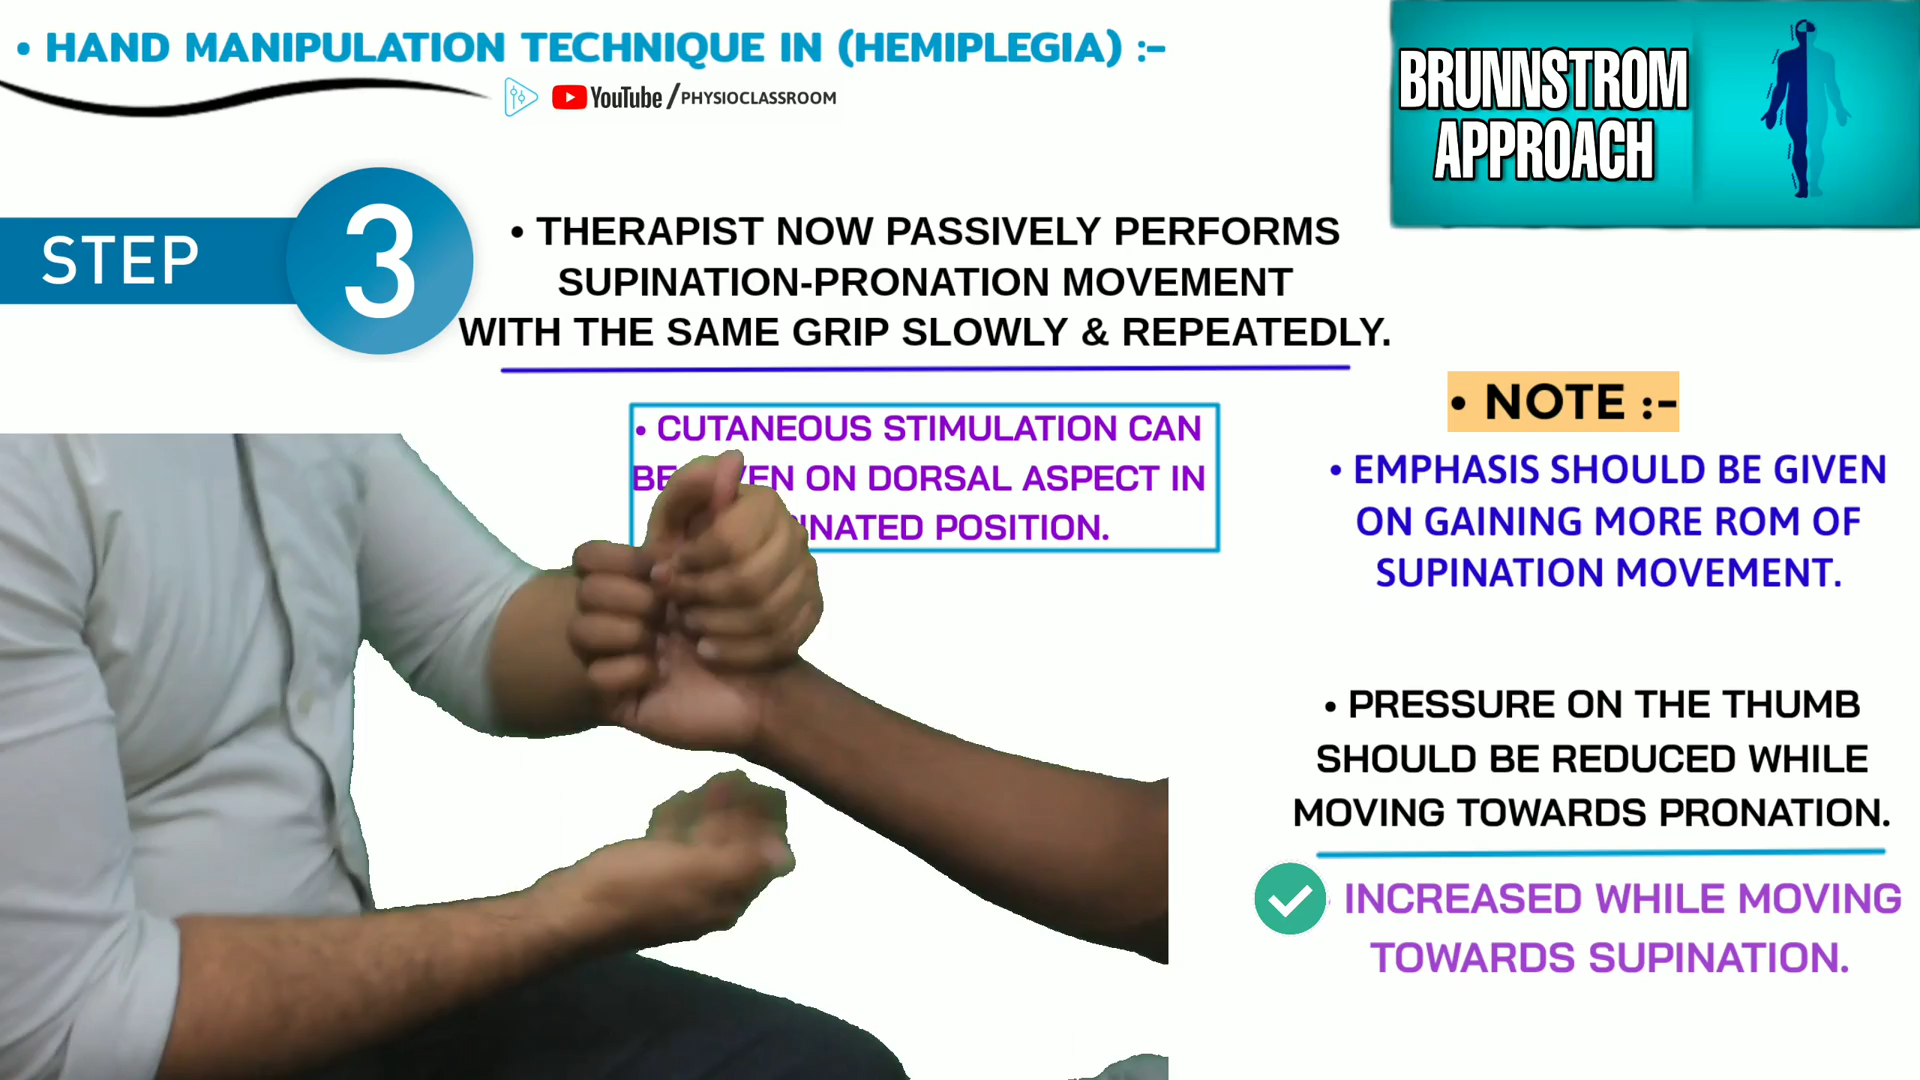 • HAND MANIPULATION TECHNIQUE IN (HEMIPLEGIA) :-
YouTube /PHYSIOCLASSROOM
BRUNNSTROM
APPROACH
STEP 3
• THERAPIST NOW PASSIVELY PERFORMS
SUPINATION-PRONATION MOVEMENT
WITH THE SAME GRIP SLOWLY & REPEATEDLY.
• CUTANEOUS STIMULATION CAN
ON DORSAL ASPECT IN
POSITION.
• NOTE :-
• EMPHASIS SHOULD BE GIVEN
ON GAINING MORE ROM OF
SUPINATION MOVEMENT.
• PRESSURE ON THE THUMB
SHOULD BE REDUCED WHILE
MOVING TOWARDS PRONATION.
INCREASED WHILE MOVING
TOWARDS SUPINATION.